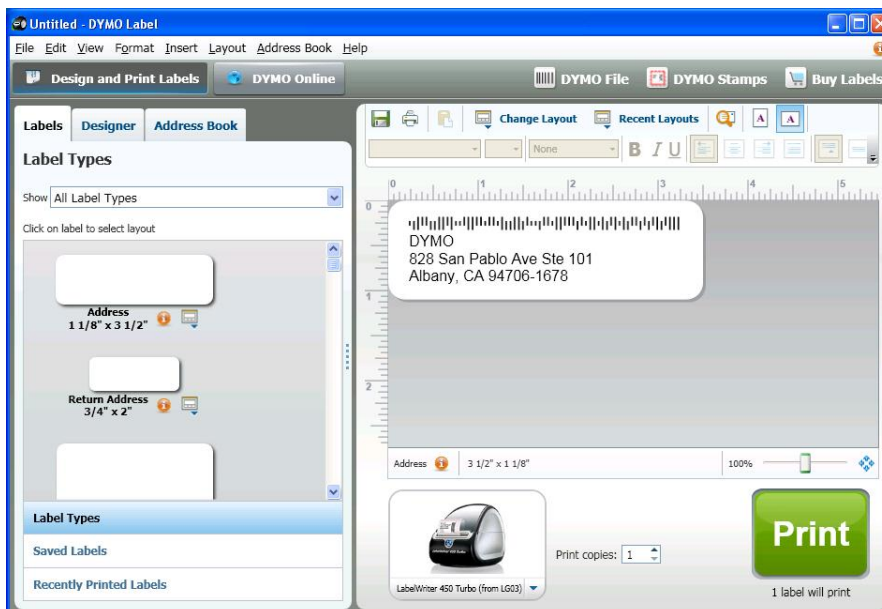 Untitled - DYMO Label
File Edit View Format Insert Layout Address Book Help
Design and Print Labels DYMO Online DYMO File DYMO Stamps Buy Labels
Labels Designer Address Book
Change Layout Recent Layouts A A
None B I U
Label Types
Show All Label Types
Click on label to select layout
0 1 2 3 4 5
0
1
2
DYMO
828 San Pablo Ave Ste 101
Albany, CA 94706-1678
Address
1 1/8" x 3 1/2"
Return Address
3/4" x 2"
Address 3 1/2" x 1 1/8" 100%
Label Types
Saved Labels
Recently Printed Labels
LabelWriter 450 Turbo (from LG03)
Print copies: 1
Print
1 label will print